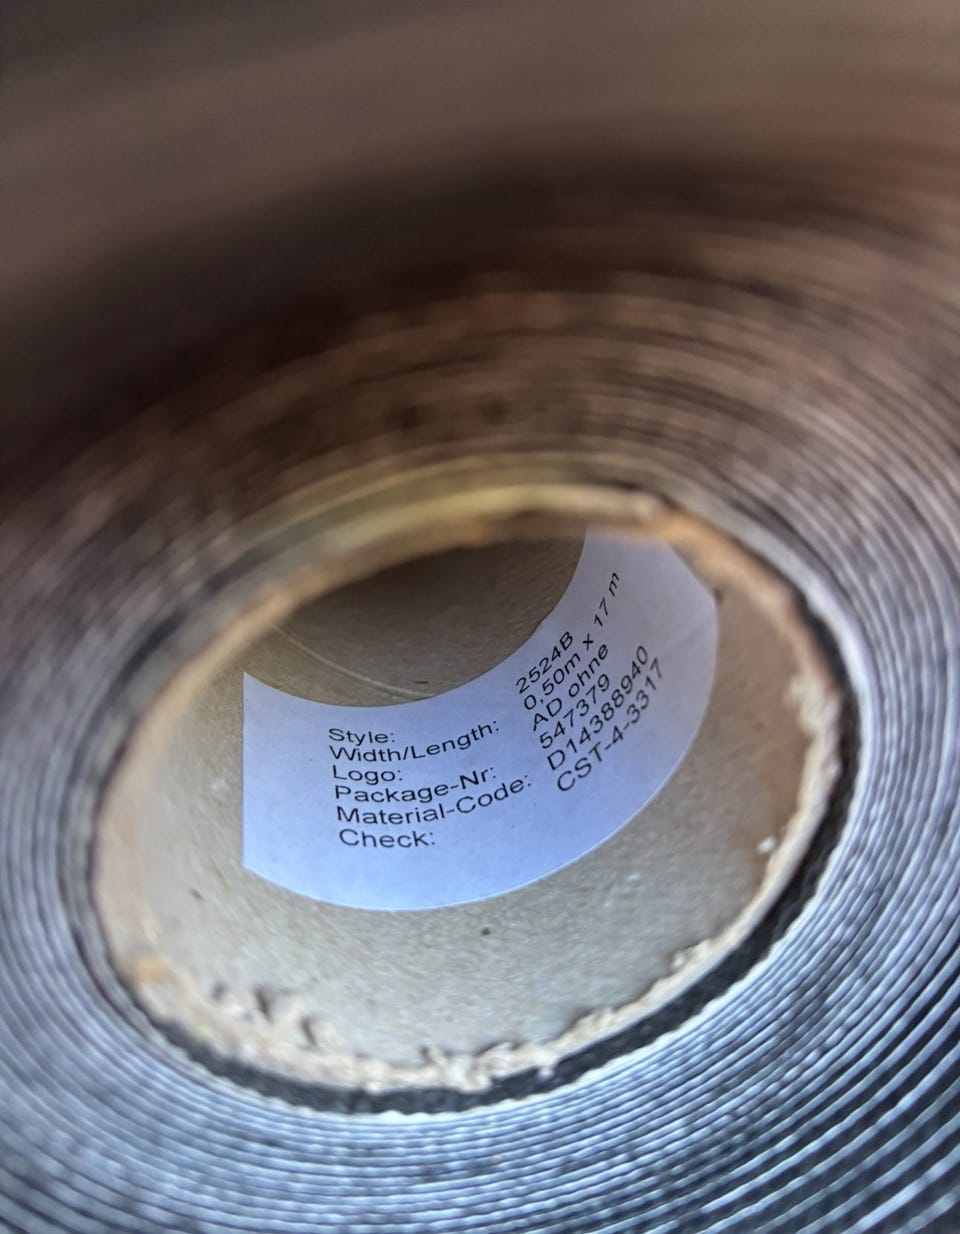 Style: 2524B
Width/Length: 0,50m x 17 m
Logo: AD ohne
Package-Nr: 547379
Material-Code: D14388940
Check: CST-4-3317